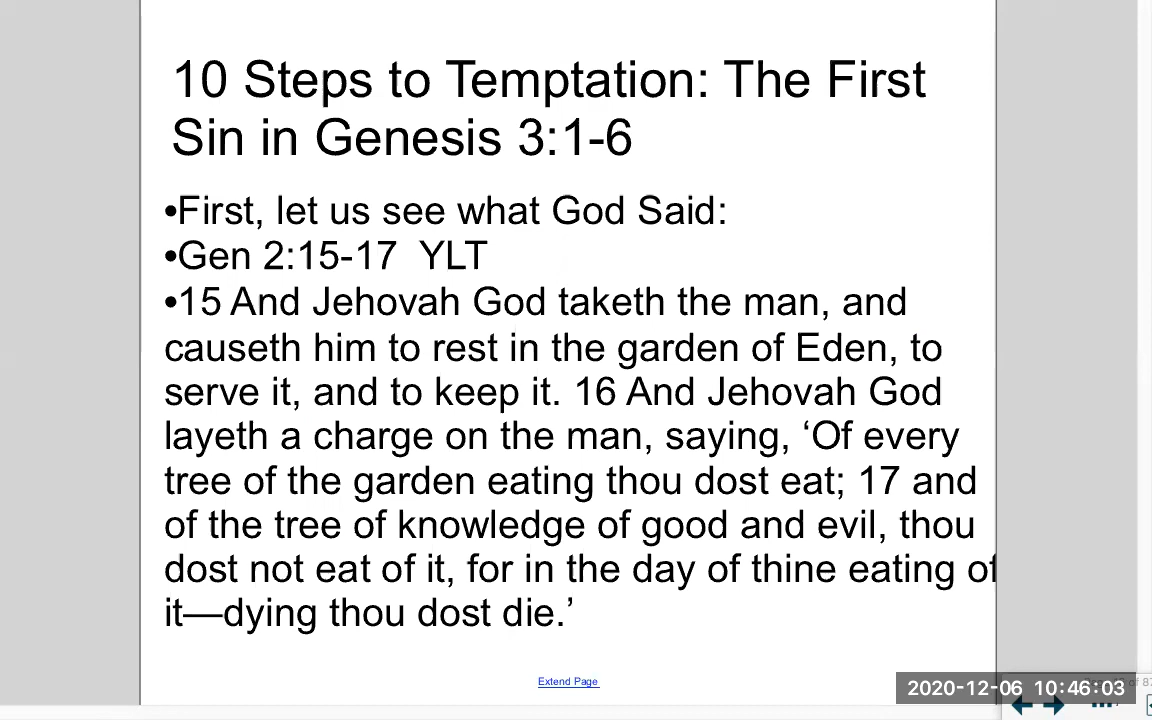 10 Steps to Temptation: The First
Sin in Genesis 3:1-6
•First, let us see what God Said:
•Gen 2:15-17  YLT
•15 And Jehovah God taketh the man, and
causeth him to rest in the garden of Eden, to
serve it, and to keep it. 16 And Jehovah God
layeth a charge on the man, saying, ‘Of every
tree of the garden eating thou dost eat; 17 and
of the tree of knowledge of good and evil, thou
dost not eat of it, for in the day of thine eating of
it—dying thou dost die.’
Extend Page
2020-12-06 10:46:03